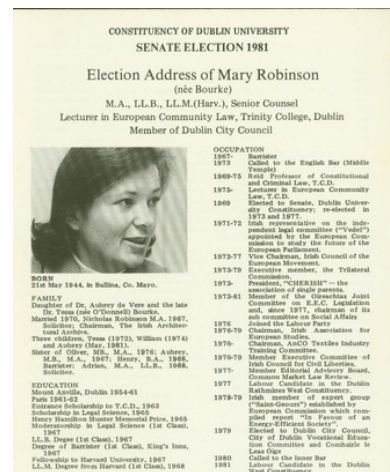 CONSTITUENCY OF DUBLIN UNIVERSITY
SENATE ELECTION 1981
Election Address of Mary Robinson
(née Bourke)
M.A., LL.B., LL.M.(Harv.), Senior Counsel
Lecturer in European Community Law, Trinity College, Dublin
Member of Dublin City Council
BORN
21st May 1944, in Ballina, Co. Mayo.
FAMILY
Daughter of Dr. Aubrey de Vere and the late
Dr. Tessa (née O'Donnell) Bourke.
Married 1970, Nicholas Robinson M.A., 1967,
Solicitor; Chairman, The Irish Architec-
tural Archive.
Three children, Tessa (1972), William (1974)
and Aubrey (May, 1981).
Sister of Oliver, MB., M.A., 1976; Aubrey,
M.B., M.A., 1967; Henry, B.A., 1968,
Barrister; Adrian, M.A., LL.B., 1968,
Solicitor.
EDUCATION
Mount Anville, Dublin 1954-61
Paris 1961-62
Entrance Scholarship to T.C.D., 1963
Scholarship in Legal Science, 1965
Henry Hamilton Hunter Memorial Prize, 1965
Moderatorship in Legal Science (1st Class),
1967
LL.B. Degree (1st Class), 1967
Degree of Barrister (1st Class), King's Inns,
1967
Fellowship to Harvard University, 1967
LL.M. Degree from Harvard (1st Class), 1968
OCCUPATION
1967- Barrister
1973 Called to the English Bar (Middle
Temple)
1969-75 Reid Professor of Constitutional
and Criminal Law, T.C.D.
1975- Lecturer in European Community
Law, T.C.D.
1969 Elected to Senate, Dublin Univer-
sity Constituency; re-elected in
1973 and 1977.
1971-72 Irish representative on the inde-
pendent legal committee ("Vedel")
appointed by the European Com-
mission to study the future of the
European Parliament.
1973-77 Vice Chairman, Irish Council of the
European Movement.
1973-79 Executive member, the Trilateral
Commission.
1973- President, "CHERISH" — the
association of single parents.
1973-81 Member of the Oireachtas Joint
Committee on E.E.C. Legislation
and, since 1977, chairman of its
sub committee on Social Affairs
1976 Joined the Labour Party
1976-79 Chairman, Irish Association for
European Studies.
1976- Chairman, AnCO Textiles Industry
Training Committee.
1976-79 Member Executive Committee of
Irish Council for Civil Liberties.
1977- Member Editorial Advisory Board,
Common Market Law Review.
1977 Labour Candidate in the Dublin
Rathmines West Constituency.
1978-79 Irish member of expert group
("Saint-Geours") established by
European Commission which com-
piled report "In Favour of an
Energy-Efficient Society".
1979 Elected to Dublin City Council,
City of Dublin Vocational Educa-
tion Committee and Comhairle le
Leas Oige
1980 Called to the Inner Bar
1981 Labour Candidate in the Dublin
West Constituency